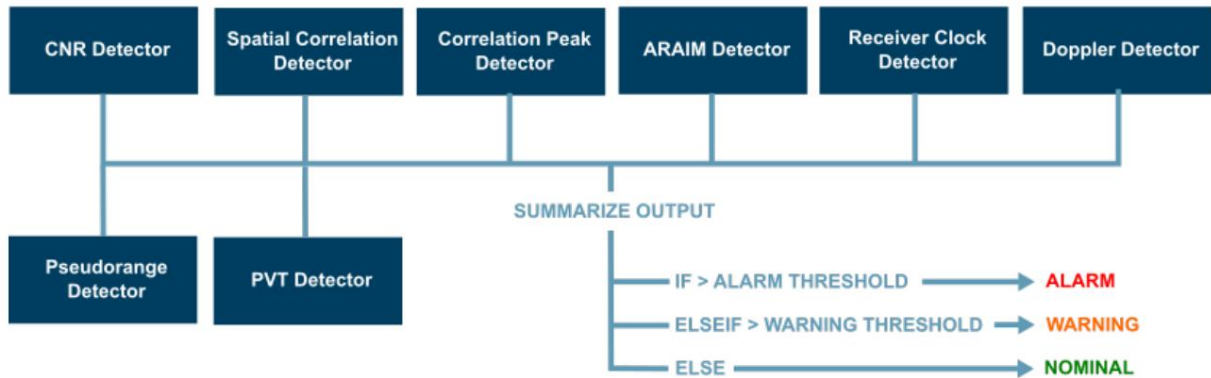 CNR Detector
Spatial Correlation
Detector
Correlation Peak
Detector
ARAIM Detector
Receiver Clock
Detector
Doppler Detector
SUMMARIZE OUTPUT
Pseudorange
Detector
PVT Detector
IF > ALARM THRESHOLD
ALARM
ELSEIF > WARNING THRESHOLD
WARNING
ELSE
NOMINAL